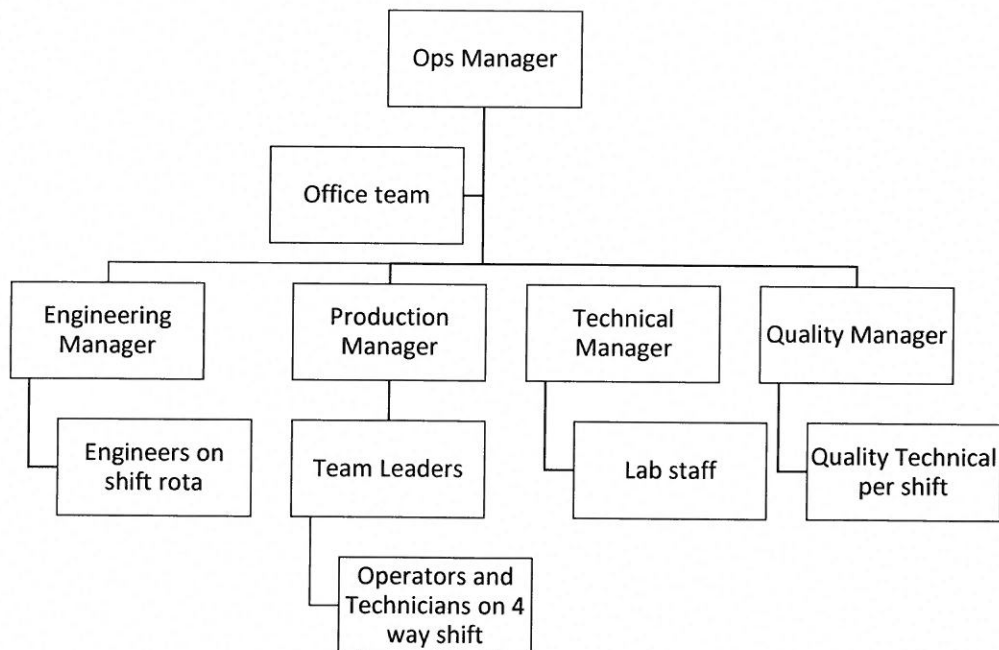 Ops Manager
Office team
Engineering
Manager
Production
Manager
Technical
Manager
Quality Manager
Engineers on
shift rota
Team Leaders
Lab staff
Quality Technical
per shift
Operators and
Technicians on 4
way shift